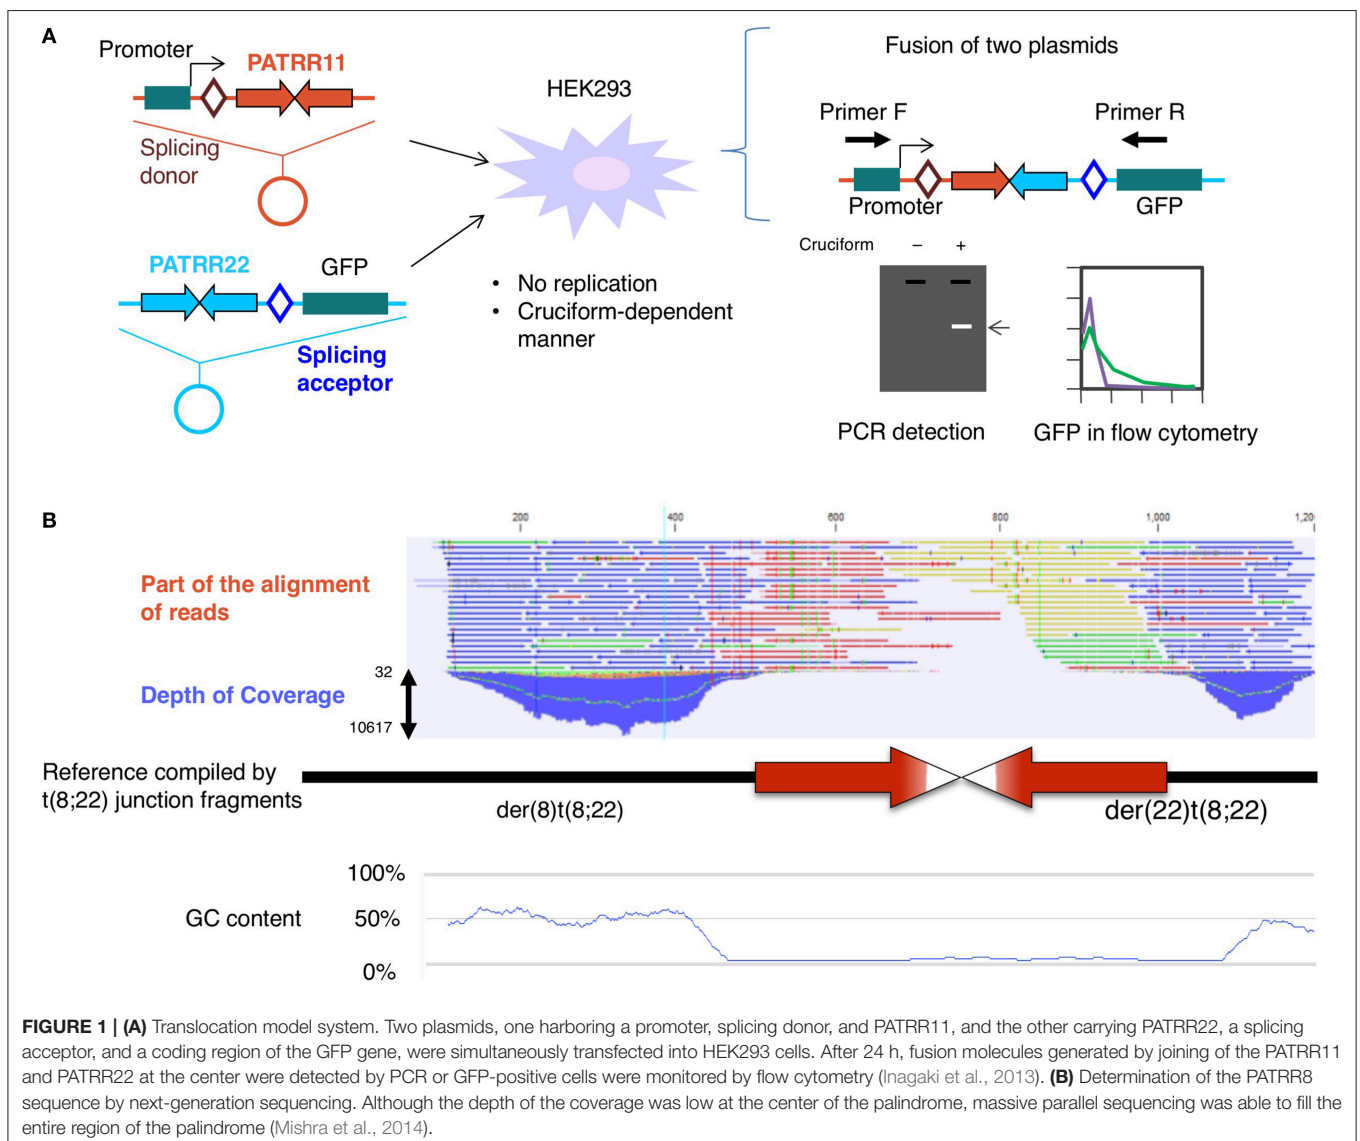 A
Promoter
PATRR11
Splicing
donor
PATRR22
GFP
Splicing
acceptor
HEK293
• No replication
• Cruciform-dependent
manner
Fusion of two plasmids
Primer F
Primer R
Promoter
GFP
Cruciform – +
PCR detection
GFP in flow cytometry
B
200 400 600 800 1,000 1,20
Part of the alignment
of reads
32
Depth of Coverage
10617
Reference compiled by
t(8;22) junction fragments
der(8)t(8;22)
der(22)t(8;22)
100%
GC content
50%
0%
FIGURE 1 | (A) Translocation model system. Two plasmids, one harboring a promoter, splicing donor, and PATRR11, and the other carrying PATRR22, a splicing
acceptor, and a coding region of the GFP gene, were simultaneously transfected into HEK293 cells. After 24 h, fusion molecules generated by joining of the PATRR11
and PATRR22 at the center were detected by PCR or GFP-positive cells were monitored by flow cytometry (Inagaki et al., 2013). (B) Determination of the PATRR8
sequence by next-generation sequencing. Although the depth of the coverage was low at the center of the palindrome, massive parallel sequencing was able to fill the
entire region of the palindrome (Mishra et al., 2014).